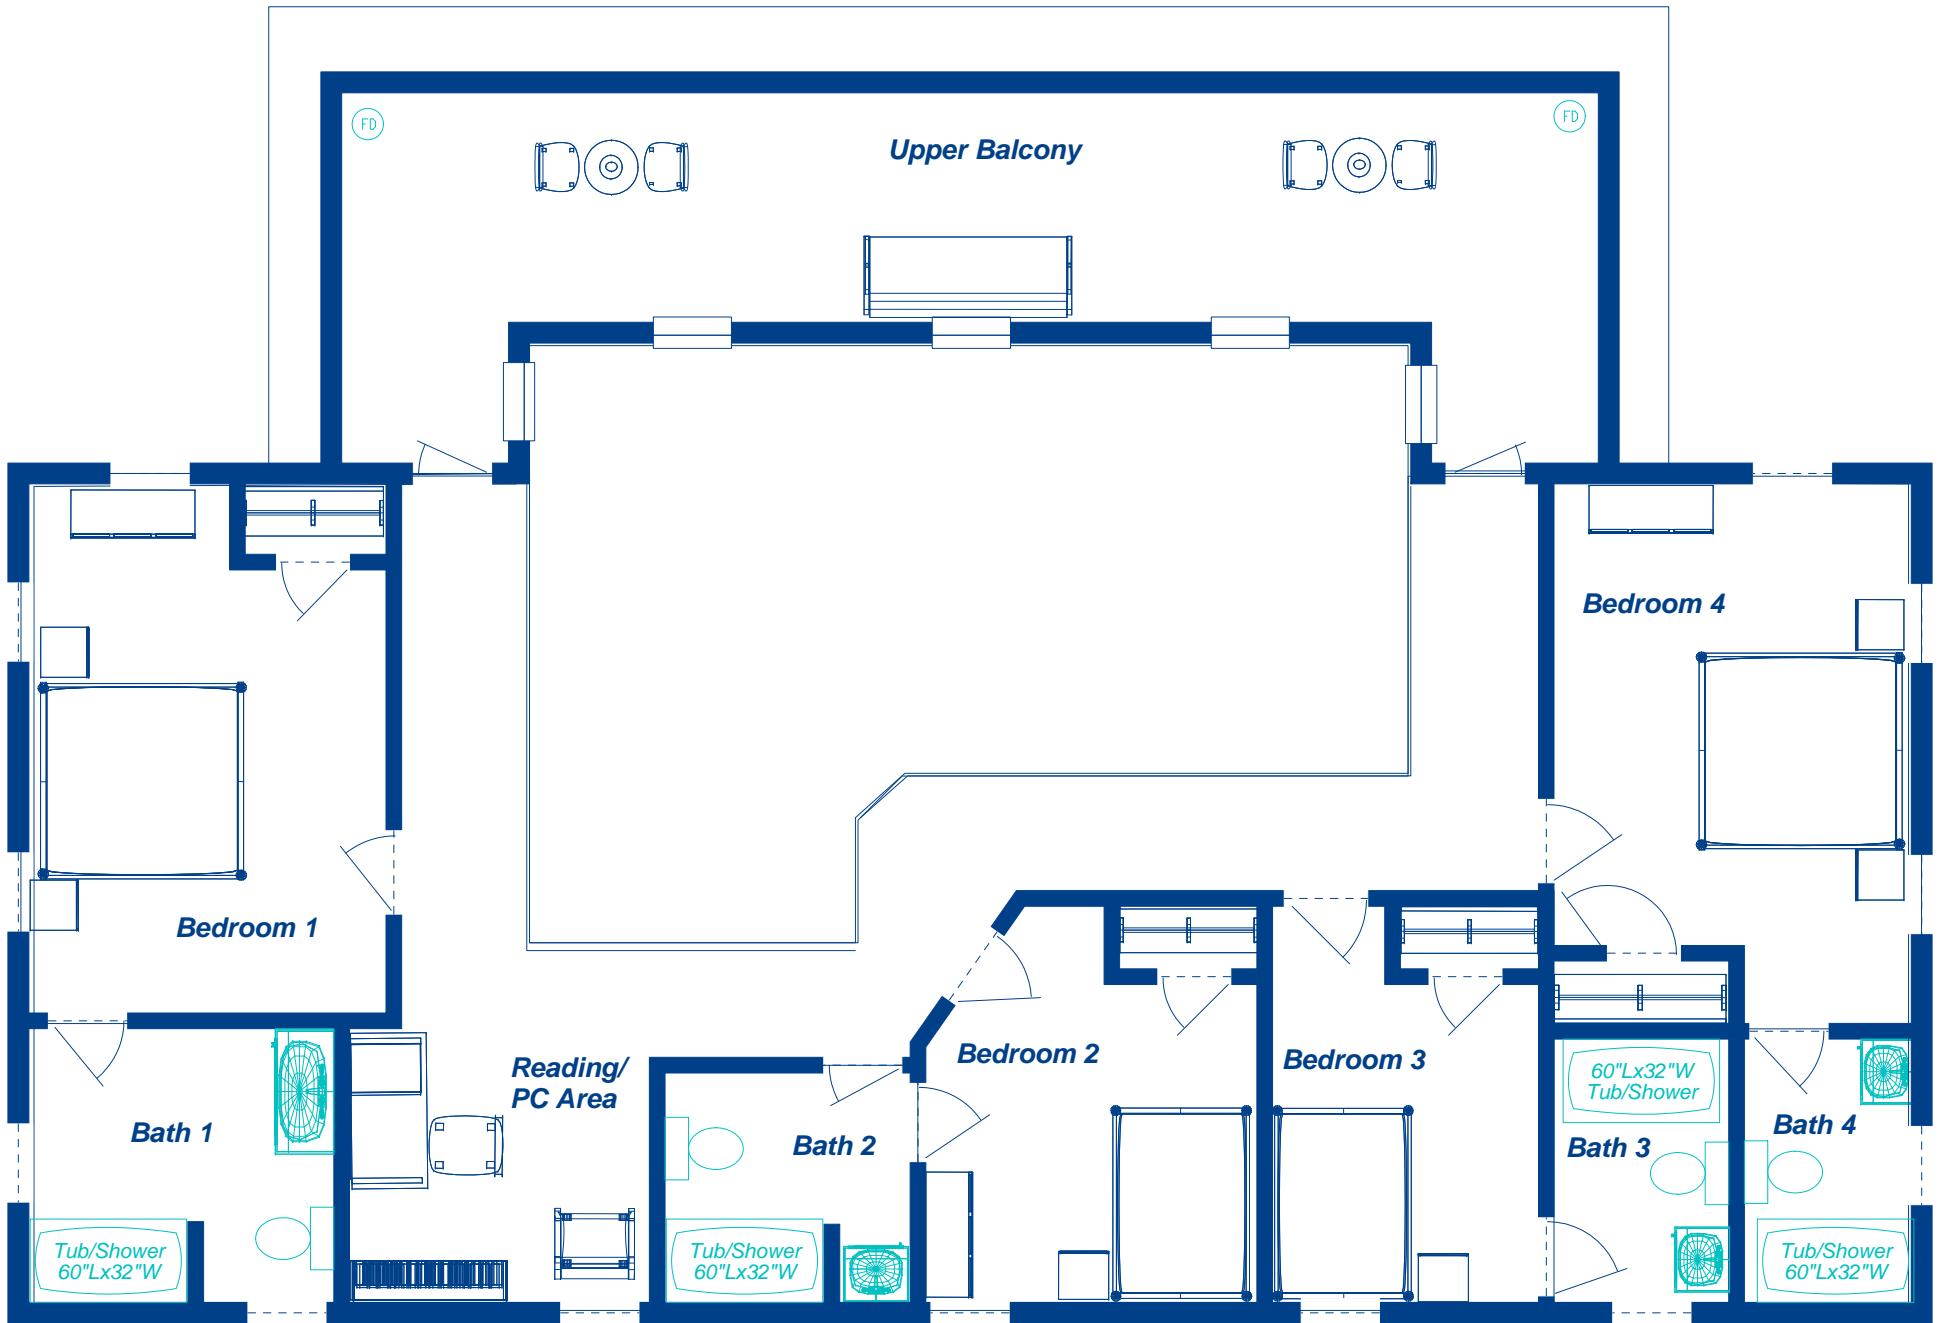 FD
FD
Upper Balcony
Bedroom 4
Bedroom 1
Reading/
PC Area
Bedroom 2
Bedroom 3
60"Lx32"W
Tub/Shower
Bath 1
Bath 2
Bath 3
Bath 4
Tub/Shower
60"Lx32"W
Tub/Shower
60"Lx32"W
Tub/Shower
60"Lx32"W